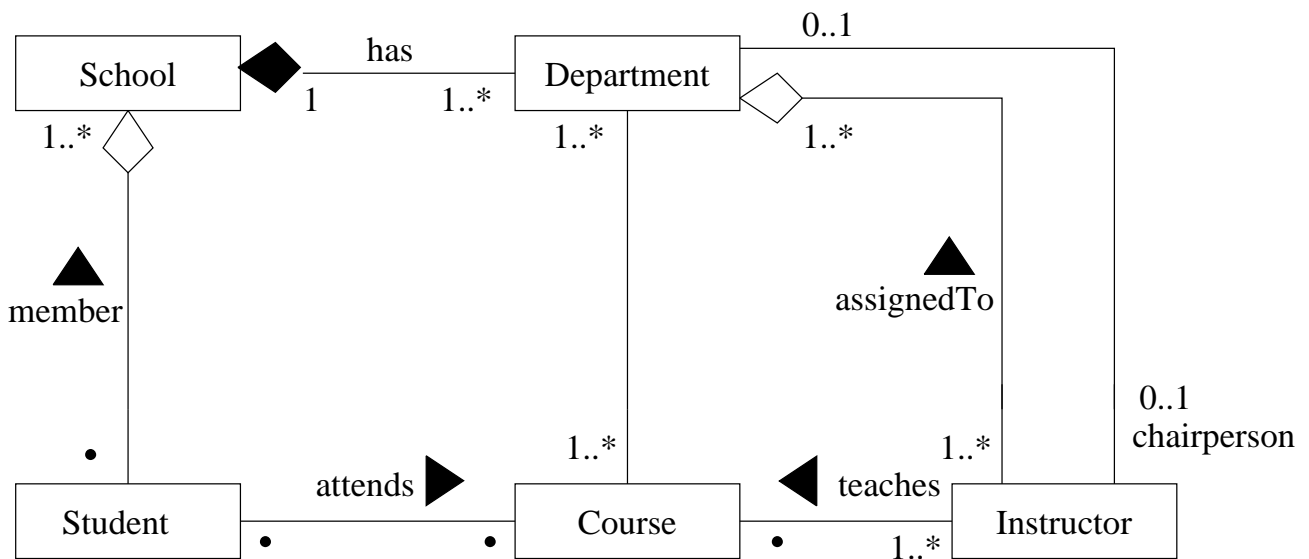 0..1
has
School
Department
1
1..*
1..*
1..*
1..*
member
assignedTo
0..1
chairperson
1..*
1..*
attends
teaches
Student
Course
Instructor
1..*